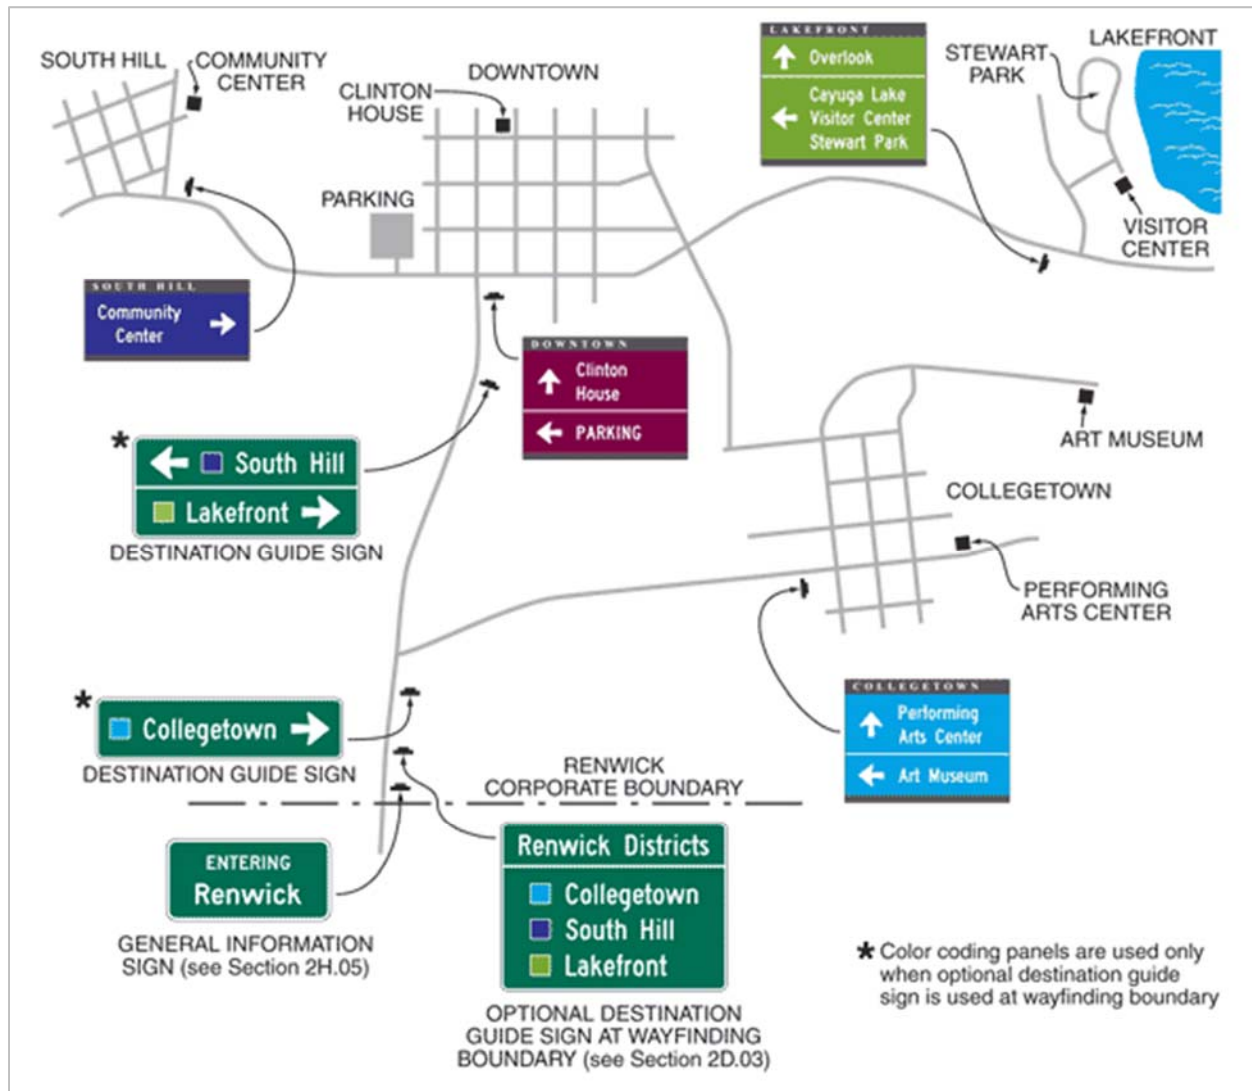 SOUTH HILL
COMMUNITY
CENTER
DOWNTOWN
CLINTON
HOUSE
PARKING
LAKEFRONT
Overlook
Cayuga Lake
Visitor Center
Stewart Park
STEWART
PARK
LAKEFRONT
VISITOR
CENTER
SOUTH HILL
Community
Center
DOWNTOWN
Clinton
House
PARKING
* South Hill
Lakefront
DESTINATION GUIDE SIGN
ART MUSEUM
COLLEGETOWN
PERFORMING
ARTS CENTER
* Collegetown
DESTINATION GUIDE SIGN
COLLEGETOWN
Performing
Arts Center
Art Museum
RENWICK
CORPORATE BOUNDARY
ENTERING
Renwick
GENERAL INFORMATION
SIGN (see Section 2H.05)
Renwick Districts
Collegetown
South Hill
Lakefront
OPTIONAL DESTINATION
GUIDE SIGN AT WAYFINDING
BOUNDARY (see Section 2D.03)
* Color coding panels are used only
when optional destination guide
sign is used at wayfinding boundary